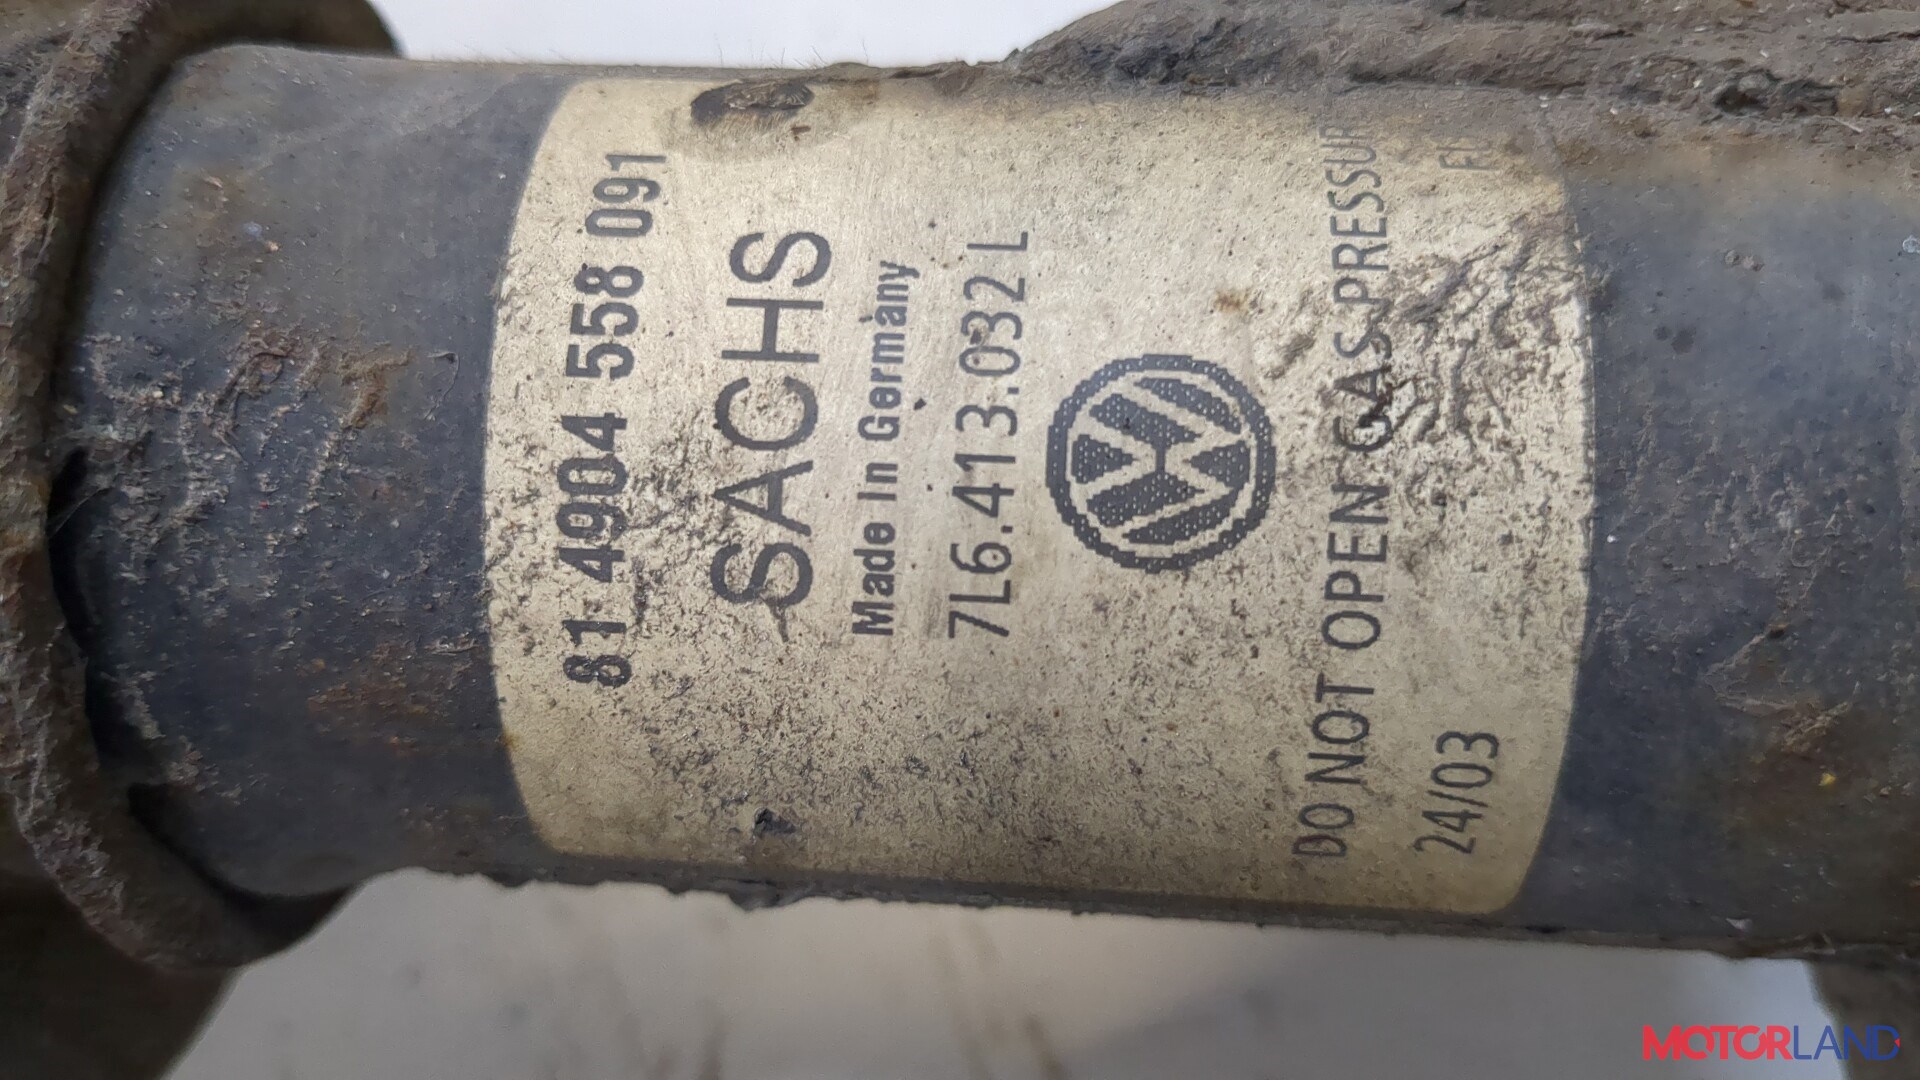 81 4904 558 091
SACHS
Made In Germany
7L6.413.032 L
DO NOT OPEN GAS-PRESSUR
24/03
MOTORLAND